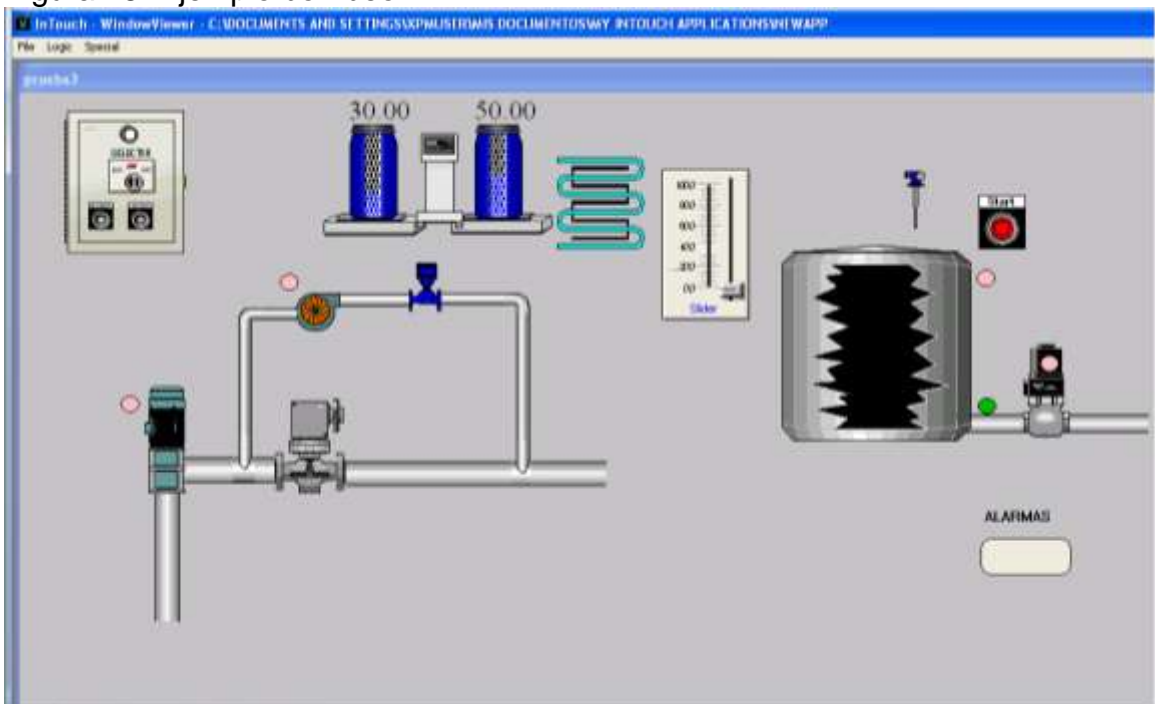 InTouch - WindowViewer - C:\DOCUMENTS AND SETTINGS\XPMUSER\MIS DOCUMENTOS\MY INTOUCH APPLICATIONS\NEWAPP
File Logic Special
prueba3
30.00 50.00
SELECTOR
Start
Slider
ALARMAS